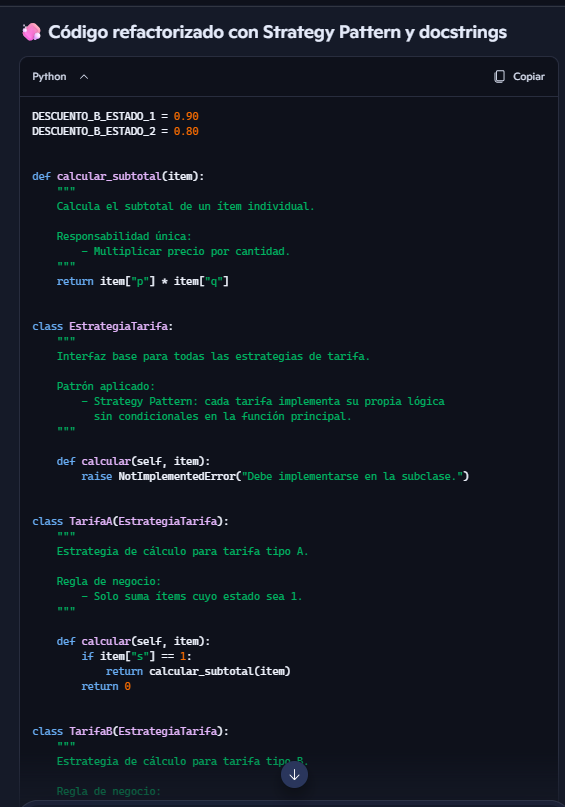 Código refactorizado con Strategy Pattern y docstrings
Python
Copiar
DESCUENTO_B_ESTADO_1 = 0.90
DESCUENTO_B_ESTADO_2 = 0.80
def calcular_subtotal(item):
"""
Calcula el subtotal de un ítem individual.
Responsabilidad única:
- Multiplicar precio por cantidad.
"""
return item["p"] * item["q"]
class EstrategiaTarifa:
"""
Interfaz base para todas las estrategias de tarifa.
Patrón aplicado:
- Strategy Pattern: cada tarifa implementa su propia lógica
sin condicionales en la función principal.
"""
def calcular(self, item):
raise NotImplementedError("Debe implementarse en la subclase.")
class TarifaA(EstrategiaTarifa):
"""
Estrategia de cálculo para tarifa tipo A.
Regla de negocio:
- Solo suma ítems cuyo estado sea 1.
"""
def calcular(self, item):
if item["s"] == 1:
return calcular_subtotal(item)
return 0
class TarifaB(EstrategiaTarifa):
"""
Estrategia de cálculo para tarifa tipo B.
Regla de negocio: